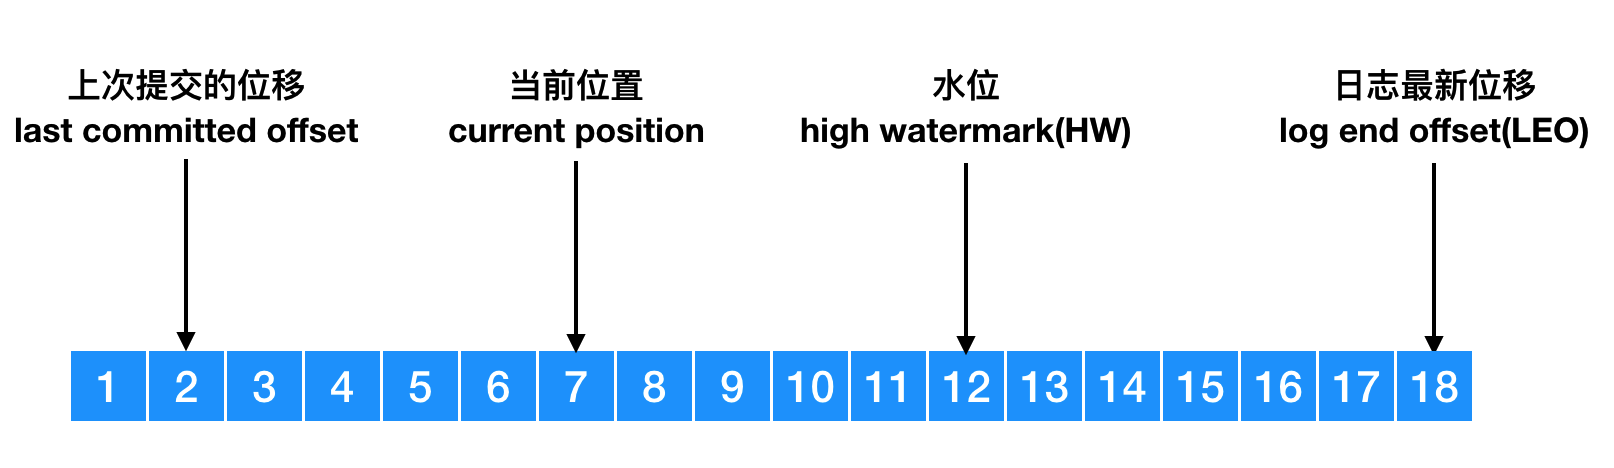 上次提交的位移
last committed offset
当前位置
current position
水位
high watermark(HW)
日志最新位移
log end offset(LEO)
1 2 3 4 5 6 7 8 9 10 11 12 13 14 15 16 17 18